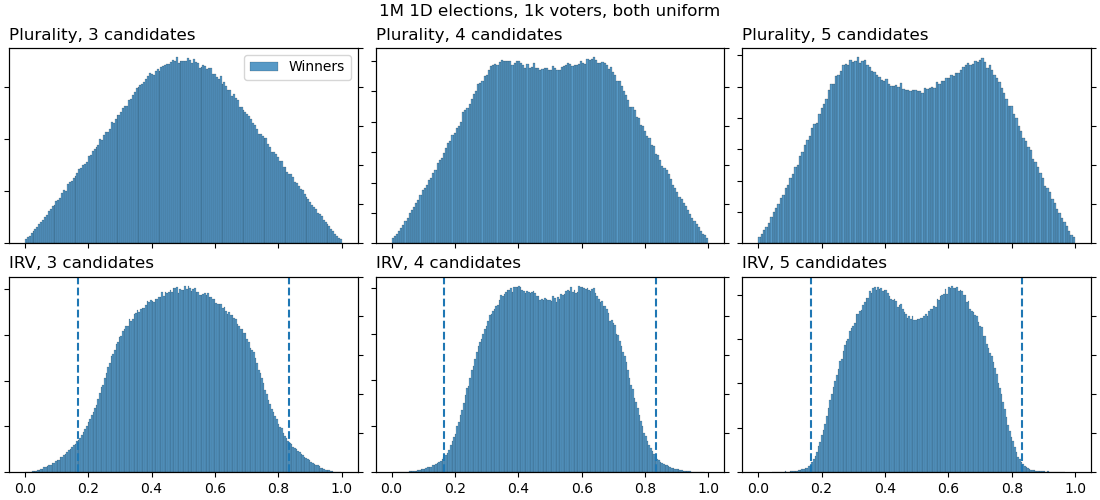 1M 1D elections, 1k voters, both uniform
Plurality, 3 candidates
Plurality, 4 candidates
Plurality, 5 candidates
Winners
IRV, 3 candidates
IRV, 4 candidates
IRV, 5 candidates
0.0 0.2 0.4 0.6 0.8 1.0
0.0 0.2 0.4 0.6 0.8 1.0
0.0 0.2 0.4 0.6 0.8 1.0